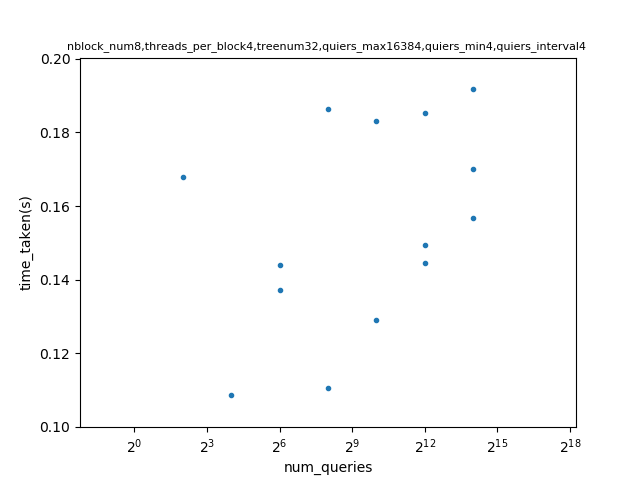 nblock_num8,threads_per_block4,treenum32,quiers_max16384,quiers_min4,quiers_interval4
0.20
0.18
0.16
0.14
0.12
0.10
time_taken(s)
2^0 2^3 2^6 2^9 2^12 2^15 2^18
num_queries